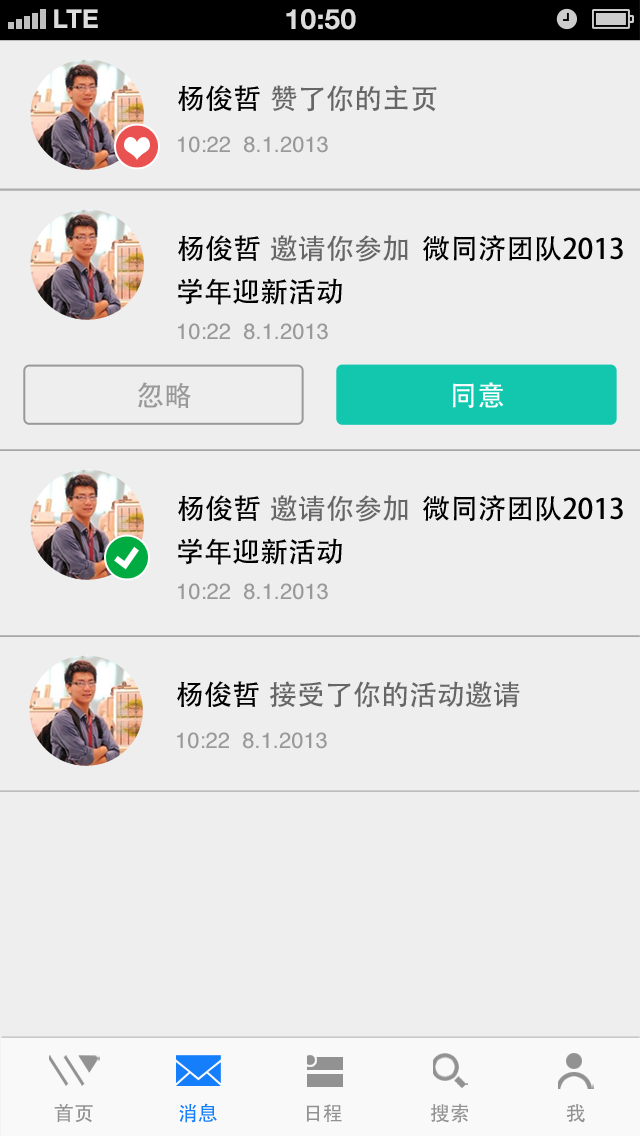 LTE 10:50
杨俊哲 赞了你的主页
10:22 8.1.2013
杨俊哲 邀请你参加 微同济团队2013
学年迎新活动
10:22 8.1.2013
忽略 同意
杨俊哲 邀请你参加 微同济团队2013
学年迎新活动
10:22 8.1.2013
杨俊哲 接受了你的活动邀请
10:22 8.1.2013
首页 消息 日程 搜索 我